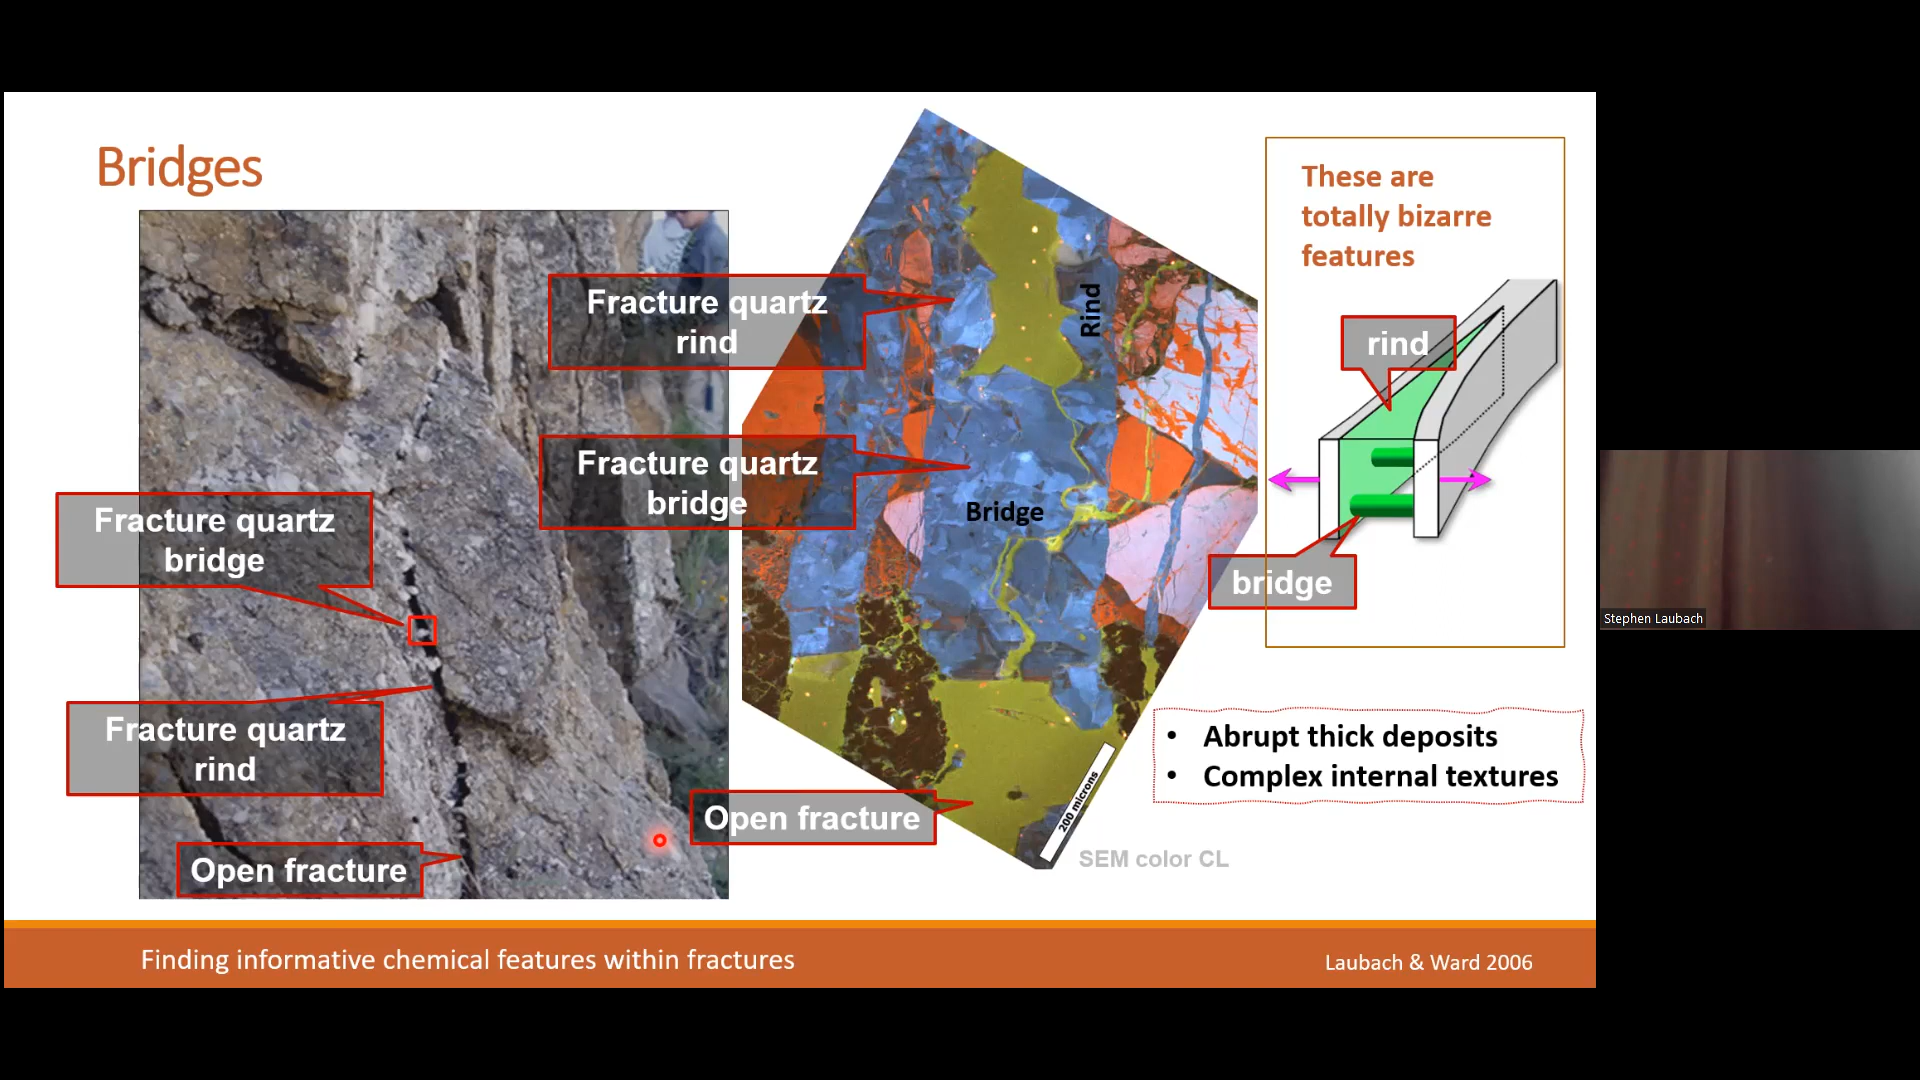 Bridges
Fracture quartz
rind
Fracture quartz
bridge
Fracture quartz
bridge
Fracture quartz
rind
Open fracture
Open fracture
Rind
Bridge
200 microns
SEM color CL
These are
totally bizarre
features
rind
bridge
• Abrupt thick deposits
• Complex internal textures
Finding informative chemical features within fractures
Laubach & Ward 2006
Stephen Laubach